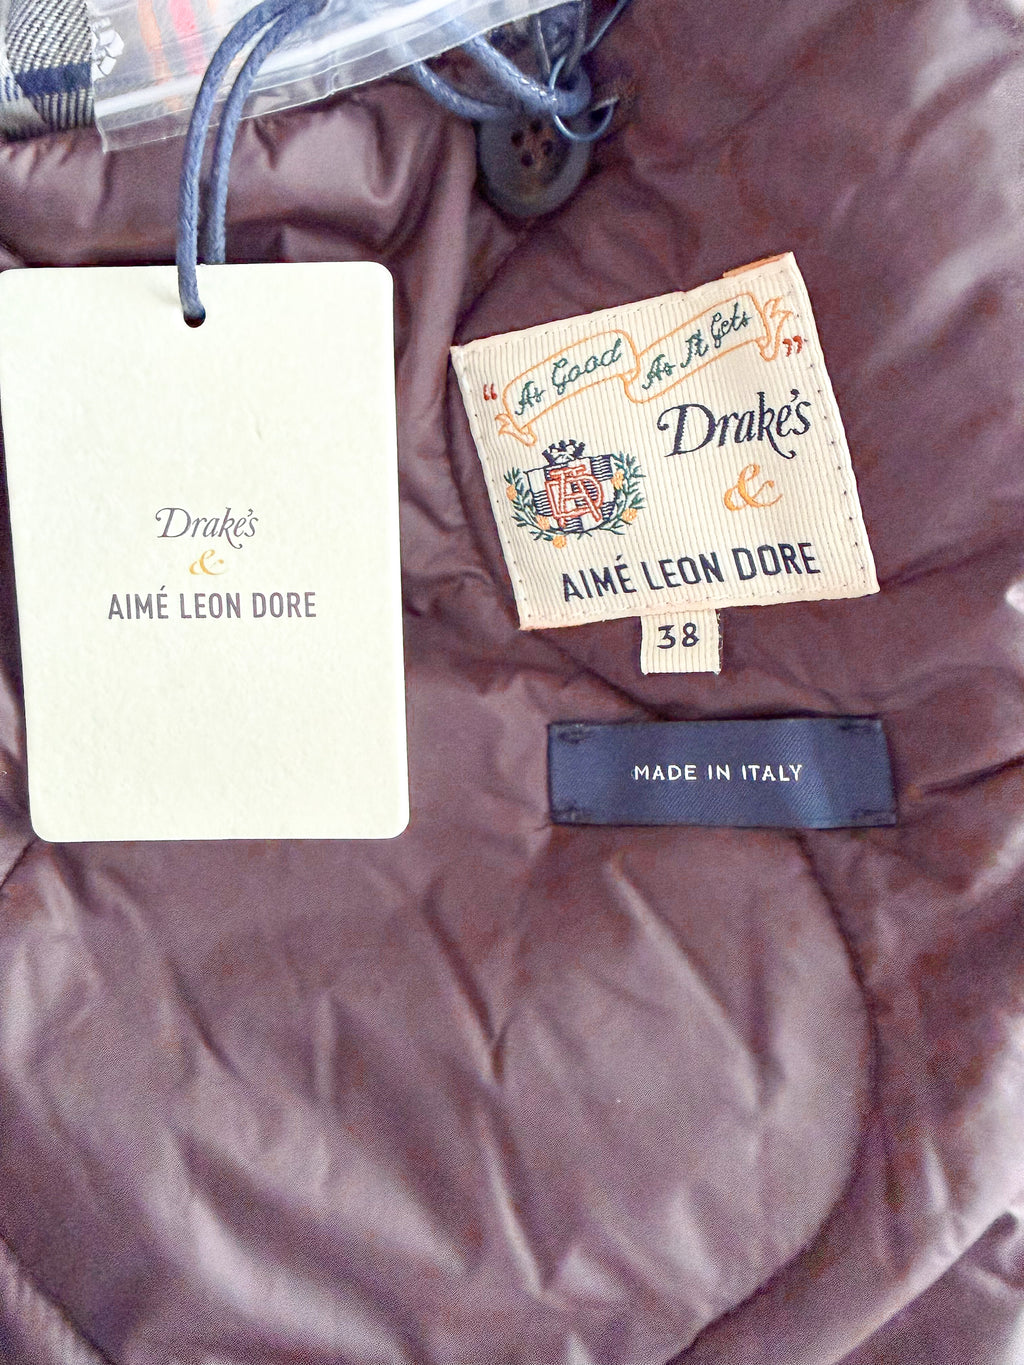 Drake's
&
AIMÉ LEON DORE
"As Good As It Gets"
Drake's
&
AIMÉ LEON DORE
38
MADE IN ITALY